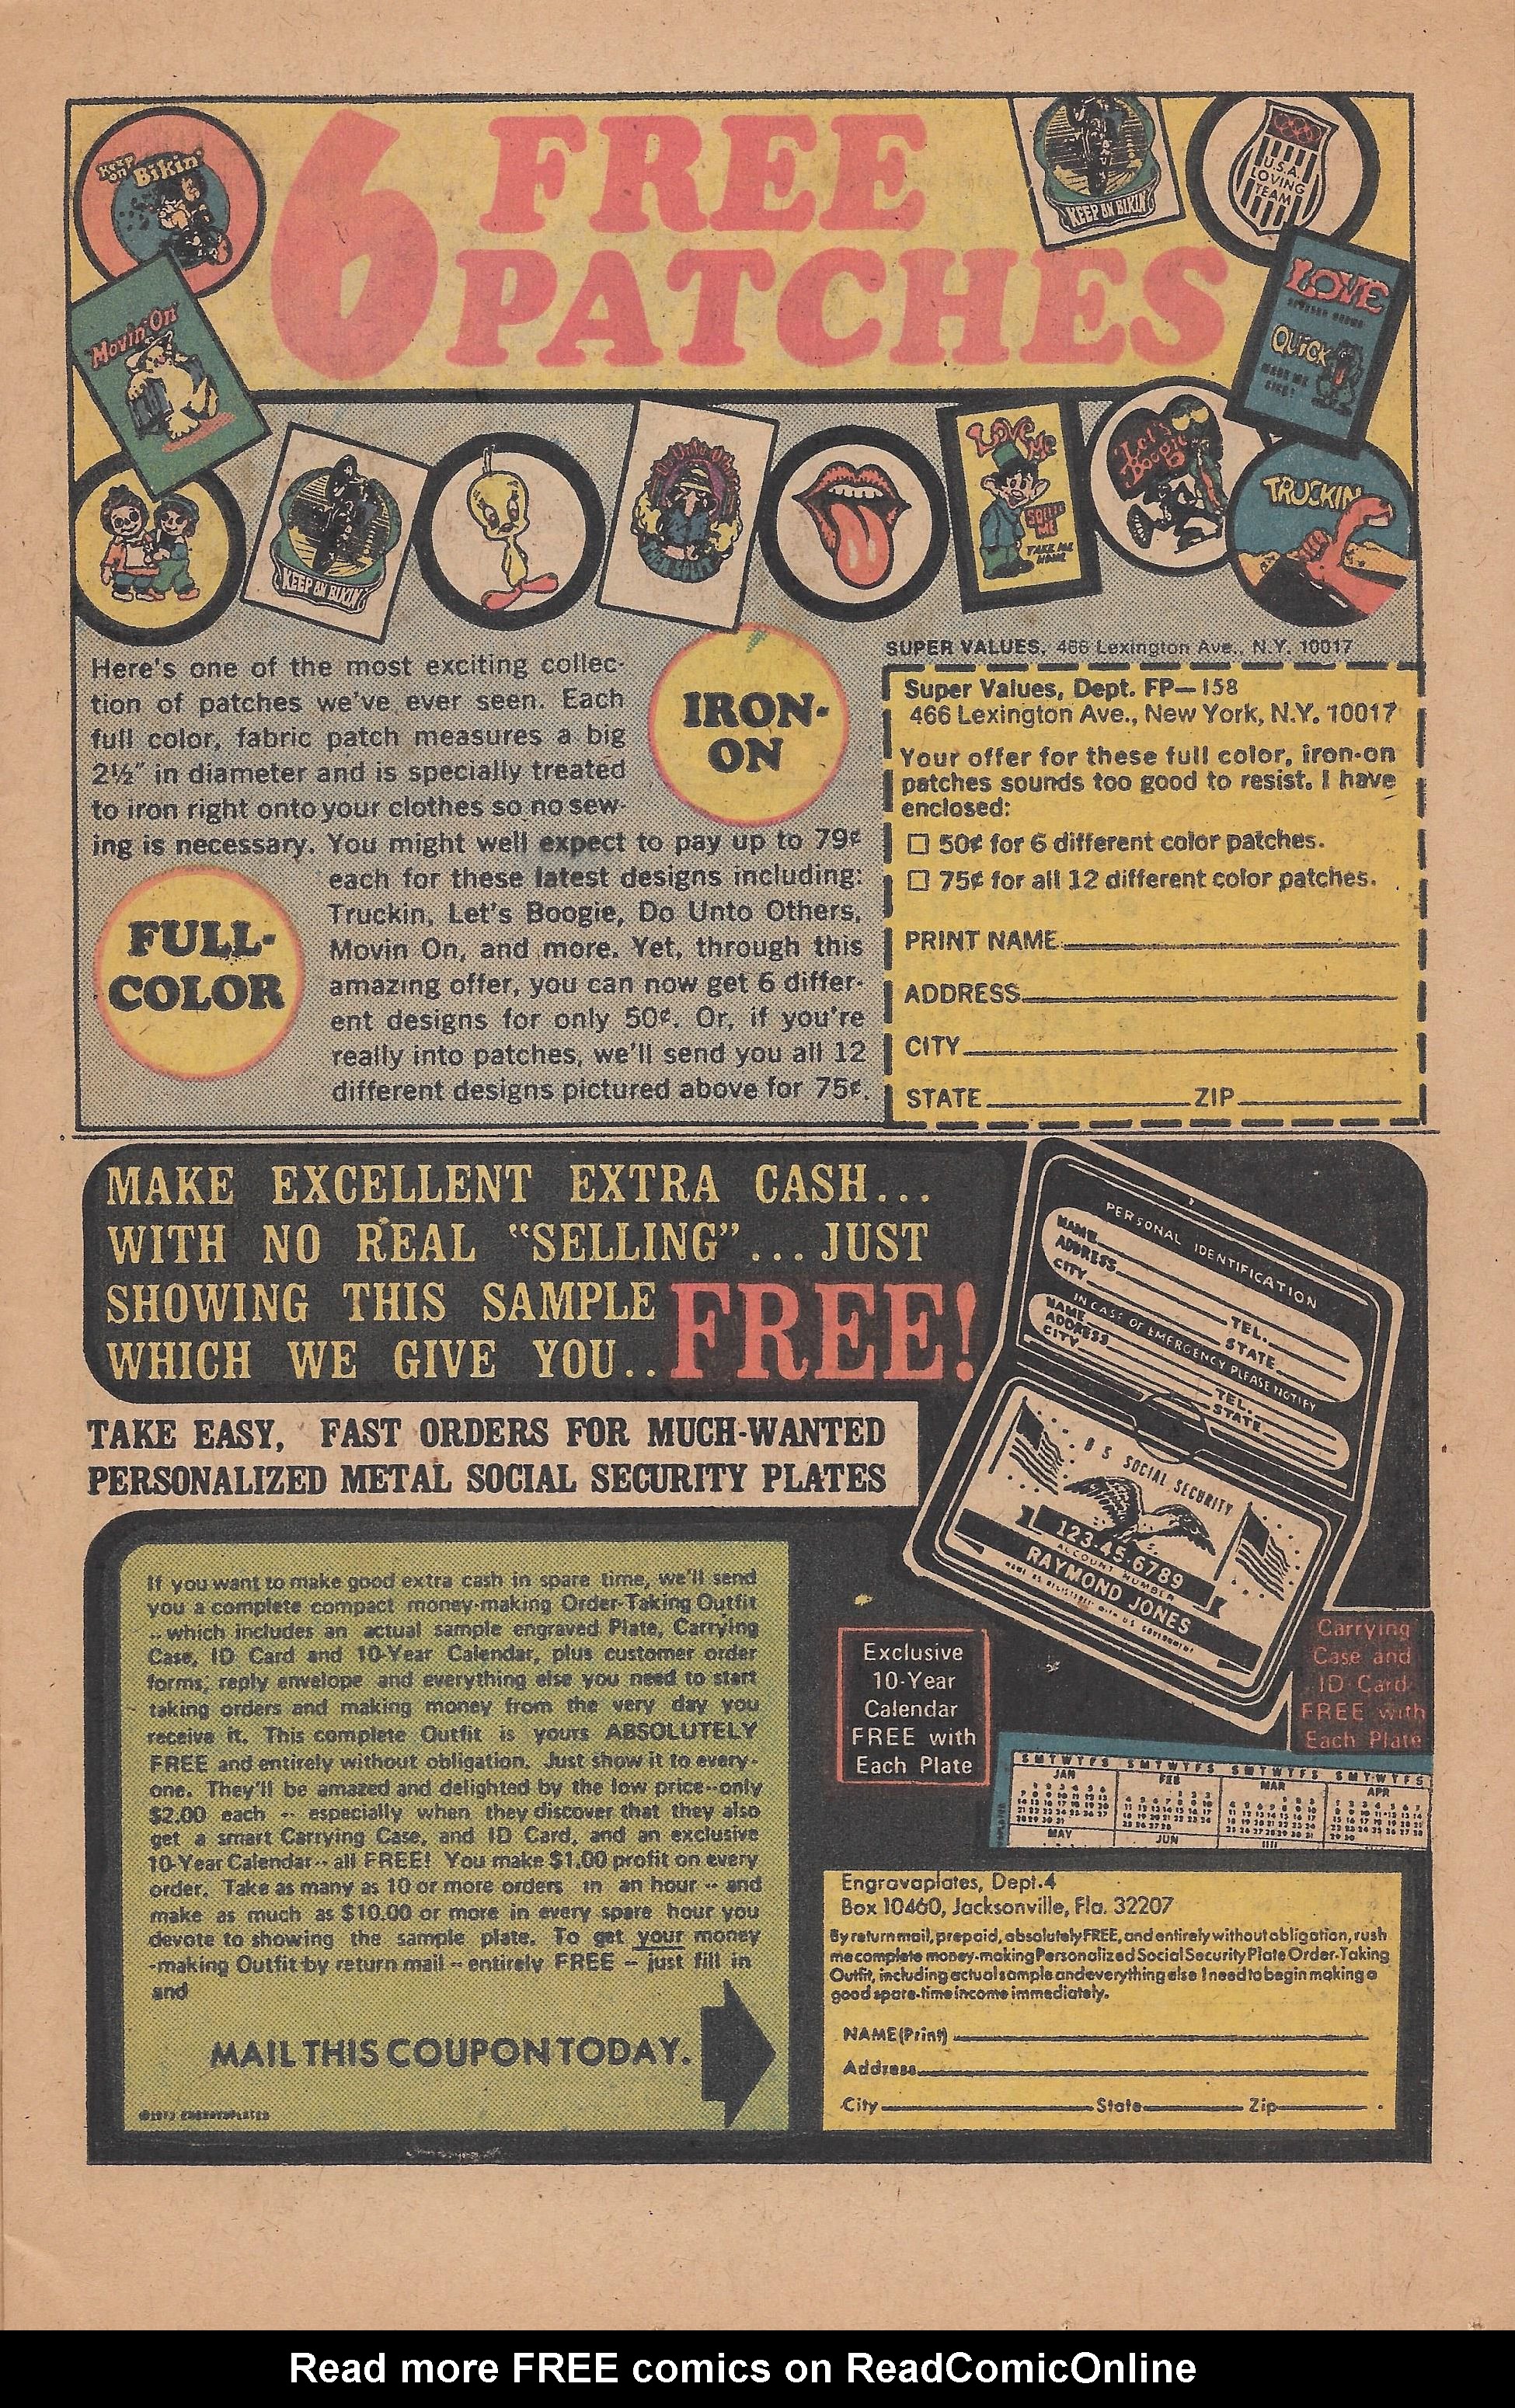 6 FREE
PATCHES
KEEP
ON
Bikin'
KEEP ON BIKIN'
U.S.A.
LOVING
TEAM
"Movin' On"
LOVE
QUICK
KEEP ON BIKIN'
LOVE ME
TAKE ME
HOME
Let's
Boogie
TRUCKIN
Here's one of the most exciting collec-
tion of patches we've ever seen. Each
full color, fabric patch measures a big
2½" in diameter and is specially treated
to iron right onto your clothes so no sew-
ing is necessary. You might well expect to pay up to 79¢
each for these latest designs including:
Truckin, Let's Boogie, Do Unto Others,
Movin On, and more. Yet, through this
amazing offer, you can now get 6 differ-
ent designs for only 50¢. Or, if you're
really into patches, we'll send you all 12
different designs pictured above for 75¢.
IRON-
ON
FULL-
COLOR
SUPER VALUES, 466 Lexington Ave., N.Y. 10017
Super Values, Dept. FP—158
466 Lexington Ave., New York, N.Y. 10017
Your offer for these full color, iron-on
patches sounds too good to resist. I have
enclosed:
□ 50¢ for 6 different color patches.
□ 75¢ for all 12 different color patches.
PRINT NAME
ADDRESS
CITY
STATE ZIP
MAKE EXCELLENT EXTRA CASH...
WITH NO REAL "SELLING"... JUST
SHOWING THIS SAMPLE
WHICH WE GIVE YOU.. FREE!
TAKE EASY, FAST ORDERS FOR MUCH-WANTED
PERSONALIZED METAL SOCIAL SECURITY PLATES
PERSONAL IDENTIFICATION
NAME
ADDRESS
CITY TEL.
STATE
IN CASE OF EMERGENCY PLEASE NOTIFY
NAME
ADDRESS
CITY TEL.
STATE
U S SOCIAL SECURITY
123-45-6789
ACCOUNT NUMBER
RAYMOND JONES
If you want to make good extra cash in spare time, we'll send
you a complete compact money-making Order-Taking Outfit
.. which includes an actual sample engraved Plate, Carrying
Case, ID Card and 10-Year Calendar, plus customer order
forms, reply envelope and everything else you need to start
taking orders and making money from the very day you
receive it. This complete Outfit is yours ABSOLUTELY
FREE and entirely without obligation. Just show it to every-
one. They'll be amazed and delighted by the low price--only
$2.00 each -- especially when they discover that they also
get a smart Carrying Case, and ID Card, and an exclusive
10-Year Calendar-- all FREE! You make $1.00 profit on every
order. Take as many as 10 or more orders in an hour -- and
make as much as $10.00 or more in every spare hour you
devote to showing the sample plate. To get your money
-making Outfit by return mail -- entirely FREE -- just fill in
and
MAIL THIS COUPON TODAY.
©1973 ENGRAVAPLATES
Exclusive
10-Year
Calendar
FREE with
Each Plate
Carrying
Case and
ID Card
FREE with
Each Plate
S M T W T F S S M T W T F S S M T W T F S S M T W T F S
JAN FEB MAR APR
MAY JUN
Engravaplates, Dept.4
Box 10460, Jacksonville, Fla. 32207
By return mail, prepaid, absolutely FREE, and entirely without obligation, rush
me complete money-making Personalized Social Security Plate Order-Taking
Outfit, including actual sample and everything else I need to begin making a
good spare-time income immediately.
NAME(Print)
Address
City State Zip
Read more FREE comics on ReadComicOnline